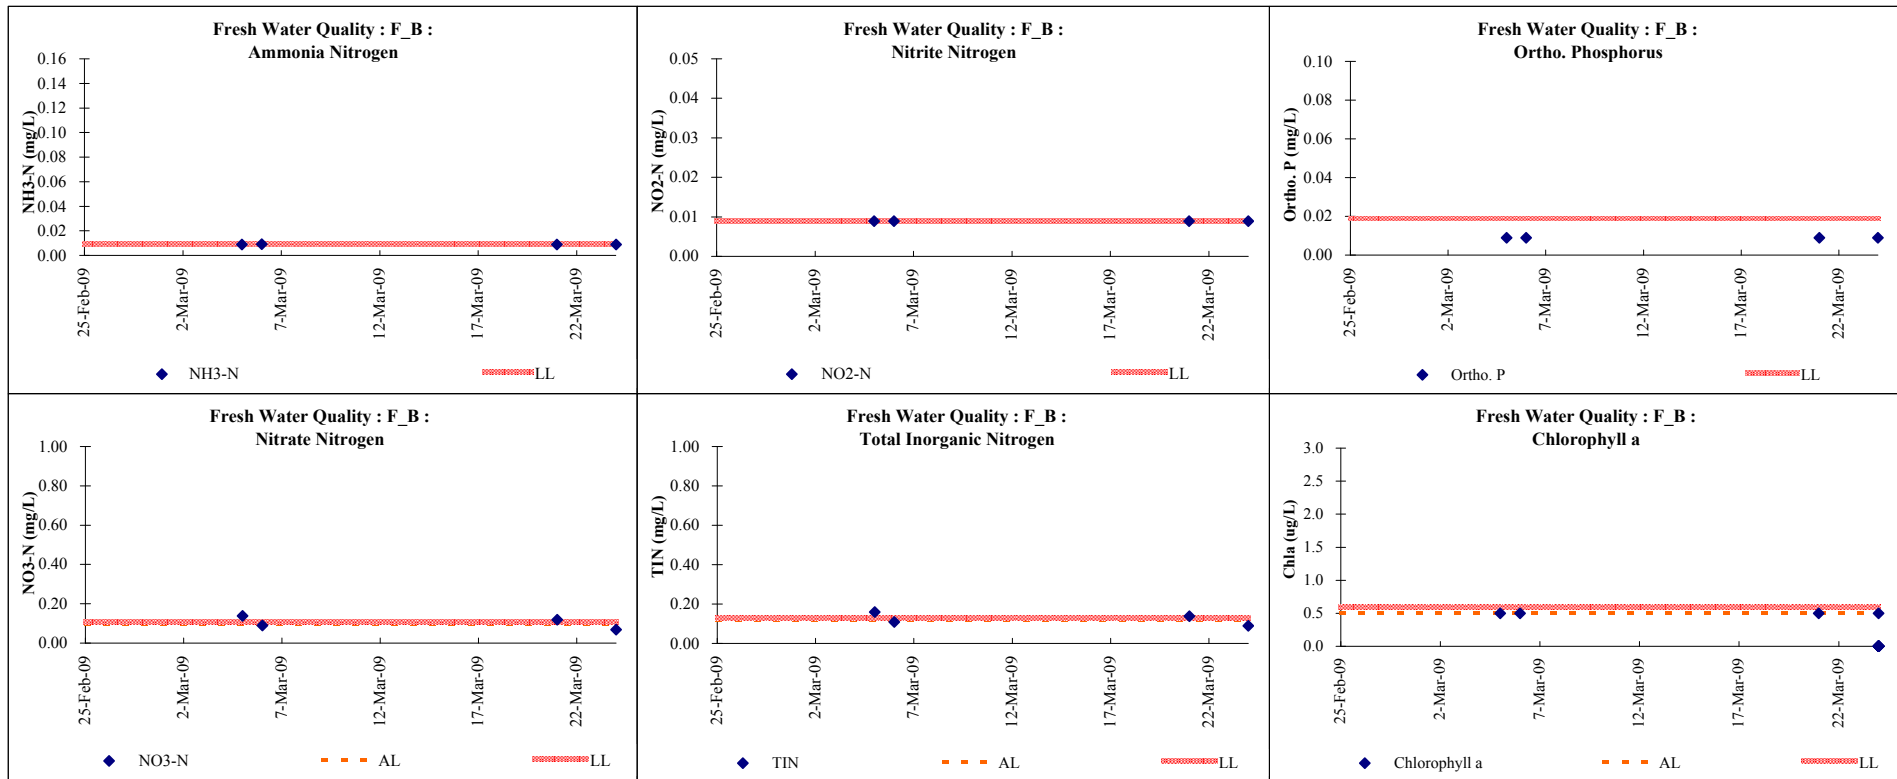 Fresh Water Quality : F_B :
Ammonia Nitrogen
NH3-N (mg/L)
0.16
0.14
0.12
0.10
0.08
0.06
0.04
0.02
0.00
25-Feb-09
2-Mar-09
7-Mar-09
12-Mar-09
17-Mar-09
22-Mar-09
NH3-N
LL
Fresh Water Quality : F_B :
Nitrite Nitrogen
NO2-N (mg/L)
0.05
0.04
0.03
0.02
0.01
0.00
25-Feb-09
2-Mar-09
7-Mar-09
12-Mar-09
17-Mar-09
22-Mar-09
NO2-N
LL
Fresh Water Quality : F_B :
Ortho. Phosphorus
Ortho. P (mg/L)
0.10
0.08
0.06
0.04
0.02
0.00
25-Feb-09
2-Mar-09
7-Mar-09
12-Mar-09
17-Mar-09
22-Mar-09
Ortho. P
LL
Fresh Water Quality : F_B :
Nitrate Nitrogen
NO3-N (mg/L)
1.00
0.80
0.60
0.40
0.20
0.00
25-Feb-09
2-Mar-09
7-Mar-09
12-Mar-09
17-Mar-09
22-Mar-09
NO3-N
AL
LL
Fresh Water Quality : F_B :
Total Inorganic Nitrogen
TIN (mg/L)
1.00
0.80
0.60
0.40
0.20
0.00
25-Feb-09
2-Mar-09
7-Mar-09
12-Mar-09
17-Mar-09
22-Mar-09
TIN
AL
LL
Fresh Water Quality : F_B :
Chlorophyll a
Chla (ug/L)
3.0
2.5
2.0
1.5
1.0
0.5
0.0
25-Feb-09
2-Mar-09
7-Mar-09
12-Mar-09
17-Mar-09
22-Mar-09
Chlorophyll a
AL
LL